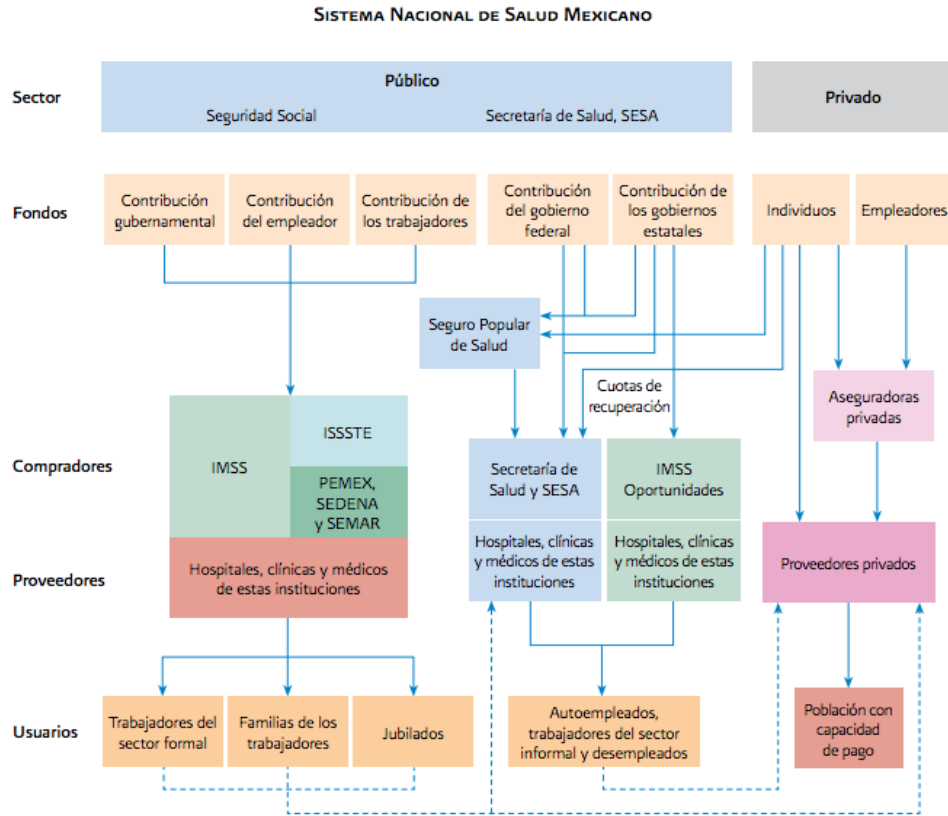 SISTEMA NACIONAL DE SALUD MEXICANO
Sector
Público
Seguridad Social
Secretaría de Salud, SESA
Privado
Fondos
Contribución
gubernamental
Contribución
del empleador
Contribución de
los trabajadores
Contribución
del gobierno
federal
Contribución de
los gobiernos
estatales
Individuos
Empleadores
Seguro Popular
de Salud
Cuotas de
recuperación
Aseguradoras
privadas
Compradores
IMSS
ISSSTE
PEMEX,
SEDENA
y SEMAR
Secretaría de
Salud y SESA
IMSS
Oportunidades
Proveedores
Hospitales, clínicas y médicos
de estas instituciones
Hospitales, clínicas
y médicos de estas
instituciones
Hospitales, clínicas
y médicos de estas
instituciones
Proveedores privados
Usuarios
Trabajadores del
sector formal
Familias de los
trabajadores
Jubilados
Autoempleados,
trabajadores del sector
informal y desempleados
Población con
capacidad
de pago